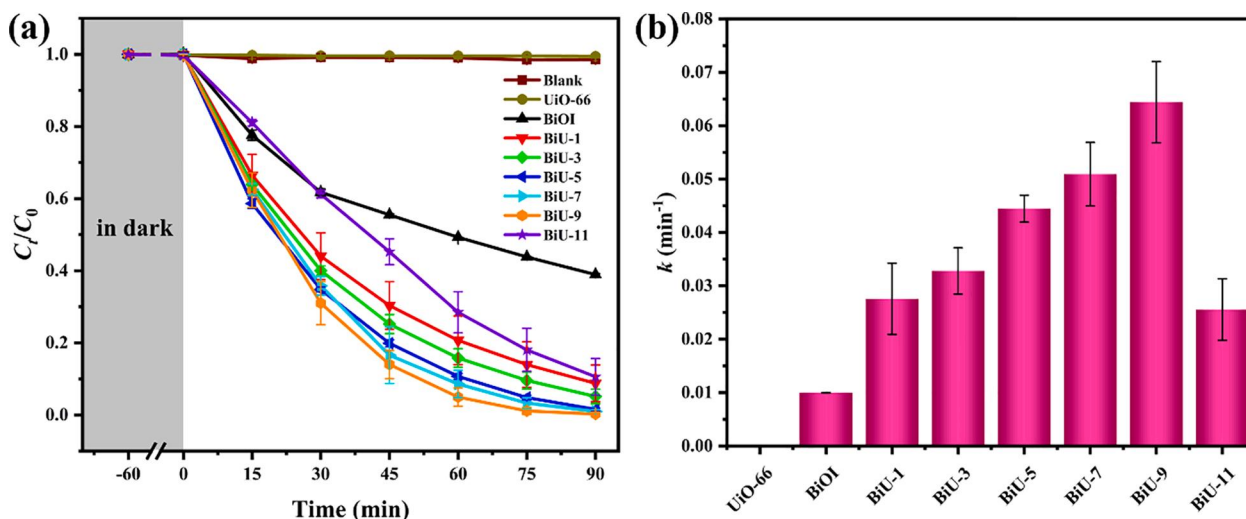 (a)
1.0
0.8
0.6
0.4
0.2
0.0
Ct/C0
in dark
Blank
UiO-66
BiOI
BiU-1
BiU-3
BiU-5
BiU-7
BiU-9
BiU-11
-60 0 15 30 45 60 75 90
Time (min)
(b)
0.08
0.07
0.06
0.05
0.04
0.03
0.02
0.01
0.00
k (min⁻¹)
UiO-66 BiOI BiU-1 BiU-3 BiU-5 BiU-7 BiU-9 BiU-11